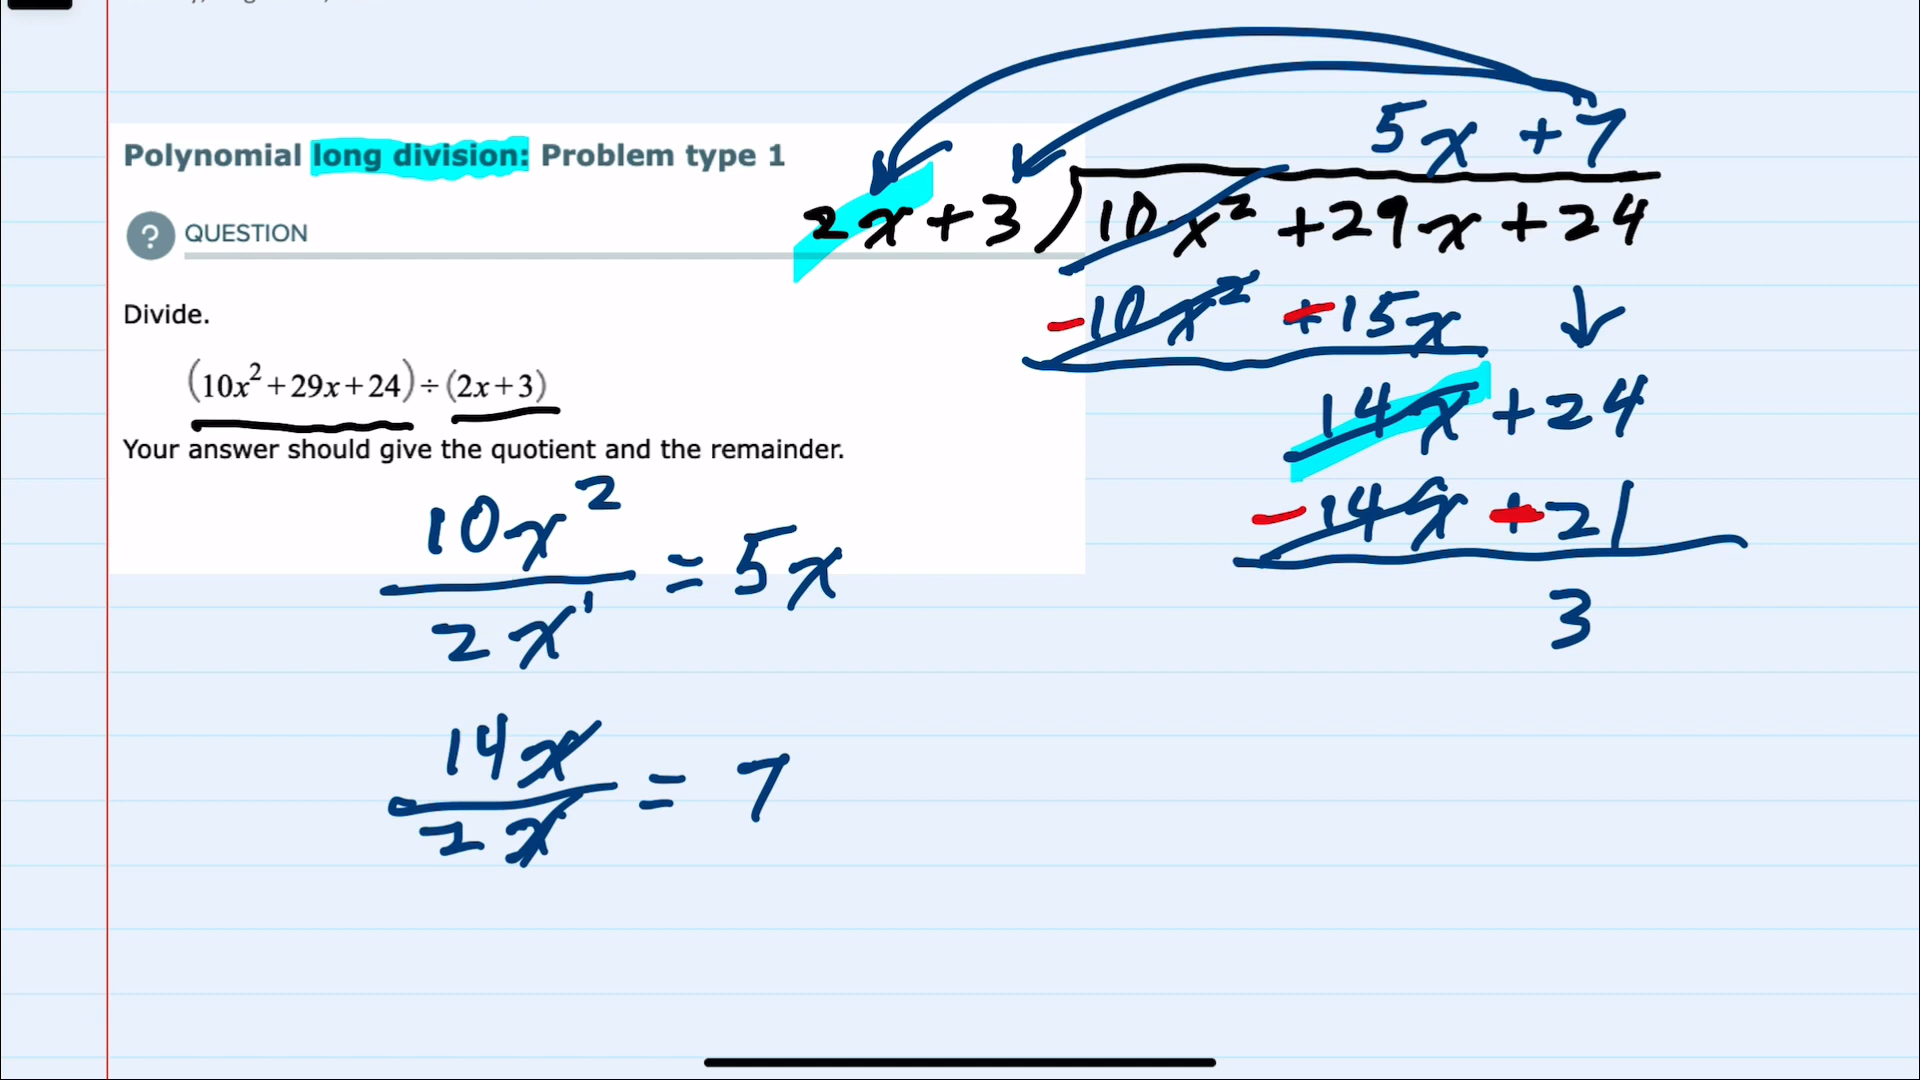 Polynomial long division: Problem type 1
? QUESTION
Divide.
(10x²+29x+24)÷(2x+3)
Your answer should give the quotient and the remainder.
10x²
2x¹
= 5x
14x
2x
= 7
5x +7
2x+3
10x² +29x+24
-10x² +15x
14x +24
-14x +21
3